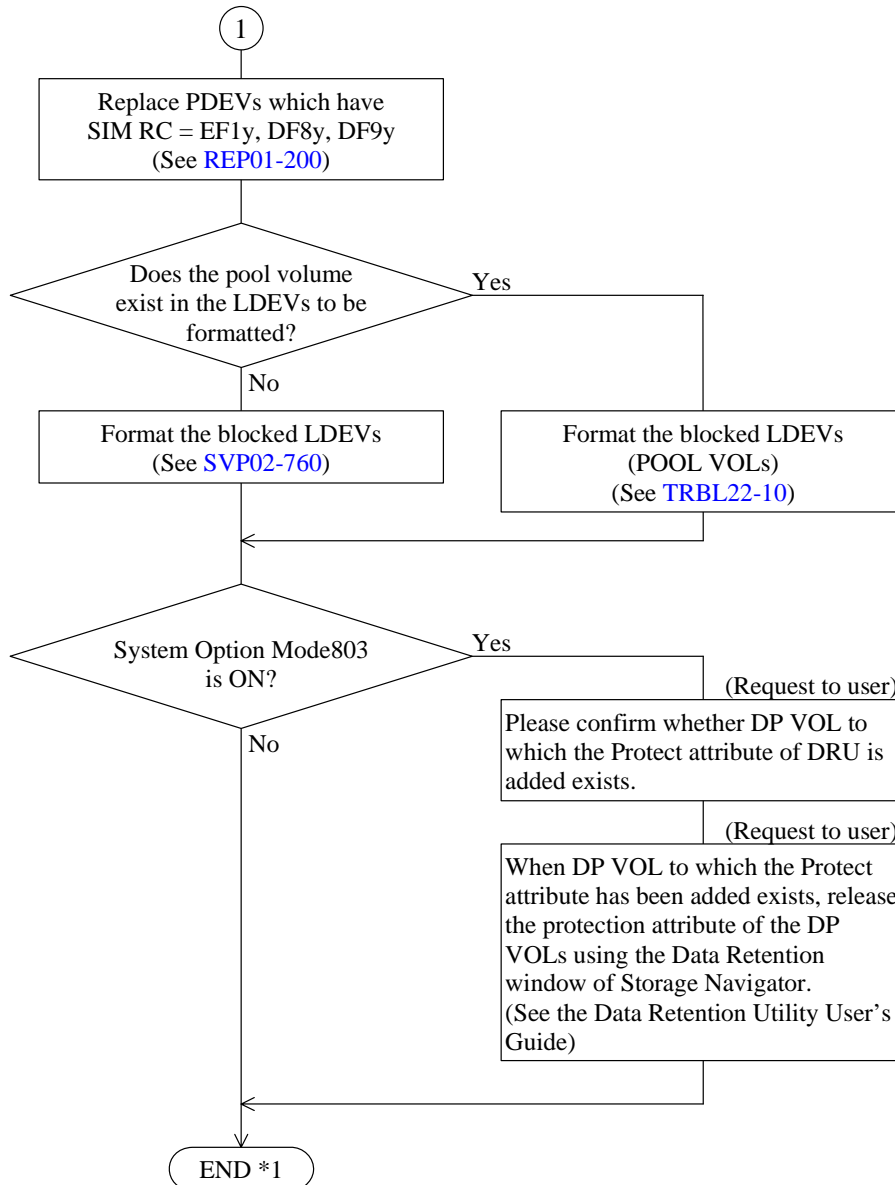 1
Replace PDEVs which have
SIM RC = EF1y, DF8y, DF9y
(See REP01-200)
Does the pool volume
exist in the LDEVs to be
formatted?
Yes
No
Format the blocked LDEVs
(See SVP02-760)
Format the blocked LDEVs
(POOL VOLs)
(See TRBL22-10)
System Option Mode803
is ON?
Yes
No
(Request to user)
Please confirm whether DP VOL to
which the Protect attribute of DRU is
added exists.
(Request to user)
When DP VOL to which the Protect
attribute has been added exists, release
the protection attribute of the DP
VOLs using the Data Retention
window of Storage Navigator.
(See the Data Retention Utility User's
Guide)
END *1